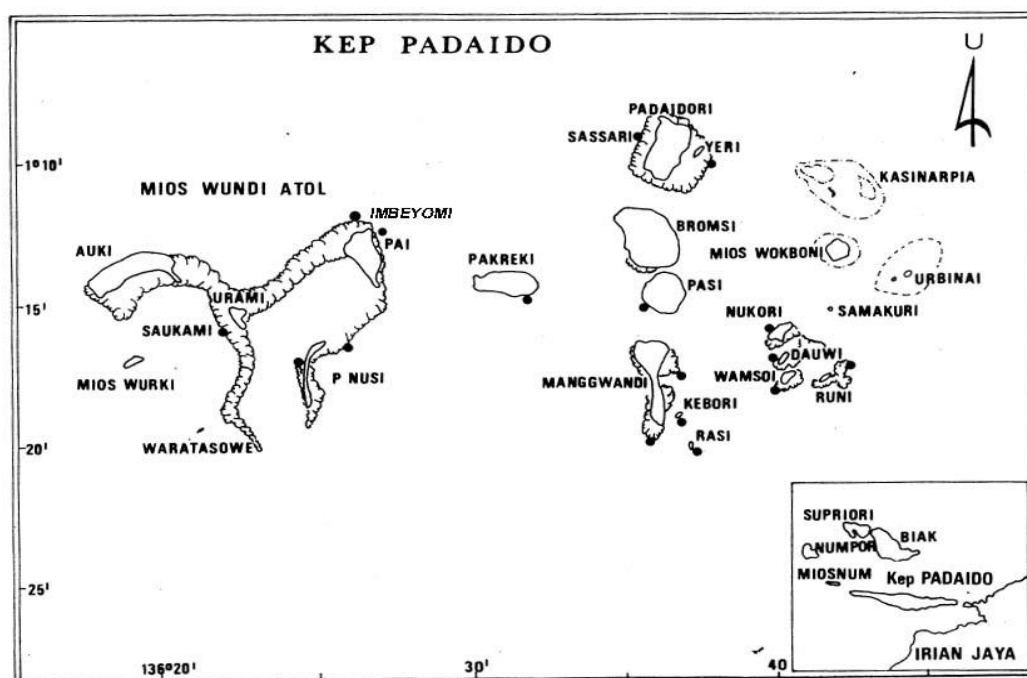 KEP PADAIDO
U
PADAIDORI
SASSARI
YERI
1°10'
KASINARPIA
MIOS WUNDI ATOL
IMBEYOMI
PAI
BROMSI
MIOS WOKBONI
AUKI
PAKREKI
URBINAI
PASI
URAMI
15'
NUKORI
SAMAKURI
SAUKAMI
DAUWI
MIOS WURKI
P NUSI
MANGGWANDI
WAMSOI
RUNI
KEBORI
WARATASOWE
RASI
20'
SUPRIORI
BIAK
NUMPOR
MIOSNUM
Kep PADAIDO
25'
IRIAN JAYA
136°20'
30'
40